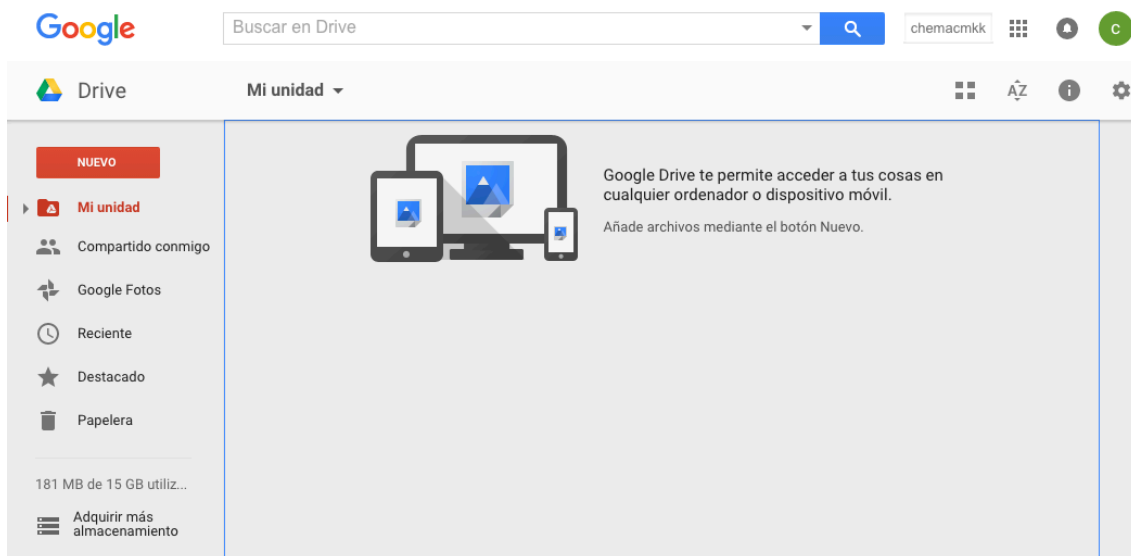 Google
Buscar en Drive
chemacmkk
C
Drive
Mi unidad
AZ
NUEVO
Mi unidad
Compartido conmigo
Google Fotos
Reciente
Destacado
Papelera
181 MB de 15 GB utiliz...
Adquirir más
almacenamiento
Google Drive te permite acceder a tus cosas en
cualquier ordenador o dispositivo móvil.
Añade archivos mediante el botón Nuevo.